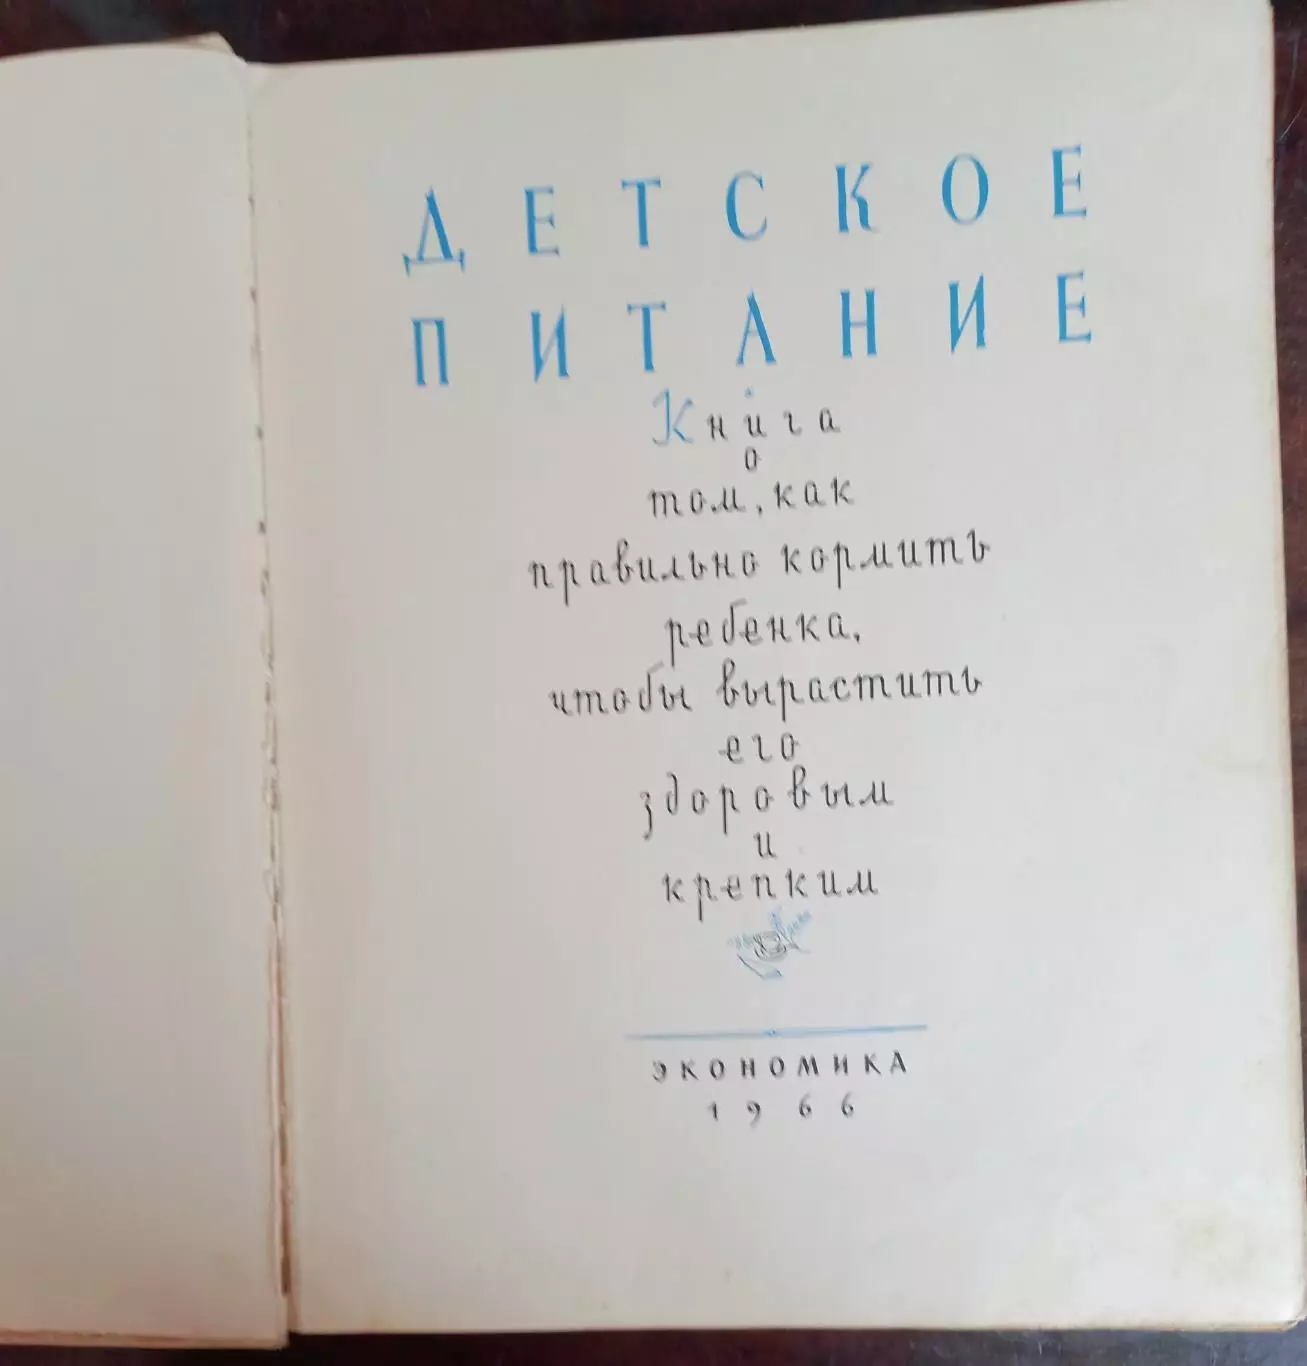 ДЕТСКОЕ
ПИТАНИЕ
Книга
о
том, как
правильно кормить
ребенка,
чтобы вырастить
его
здоровым
и
крепким
ЭКОНОМИКА
1966